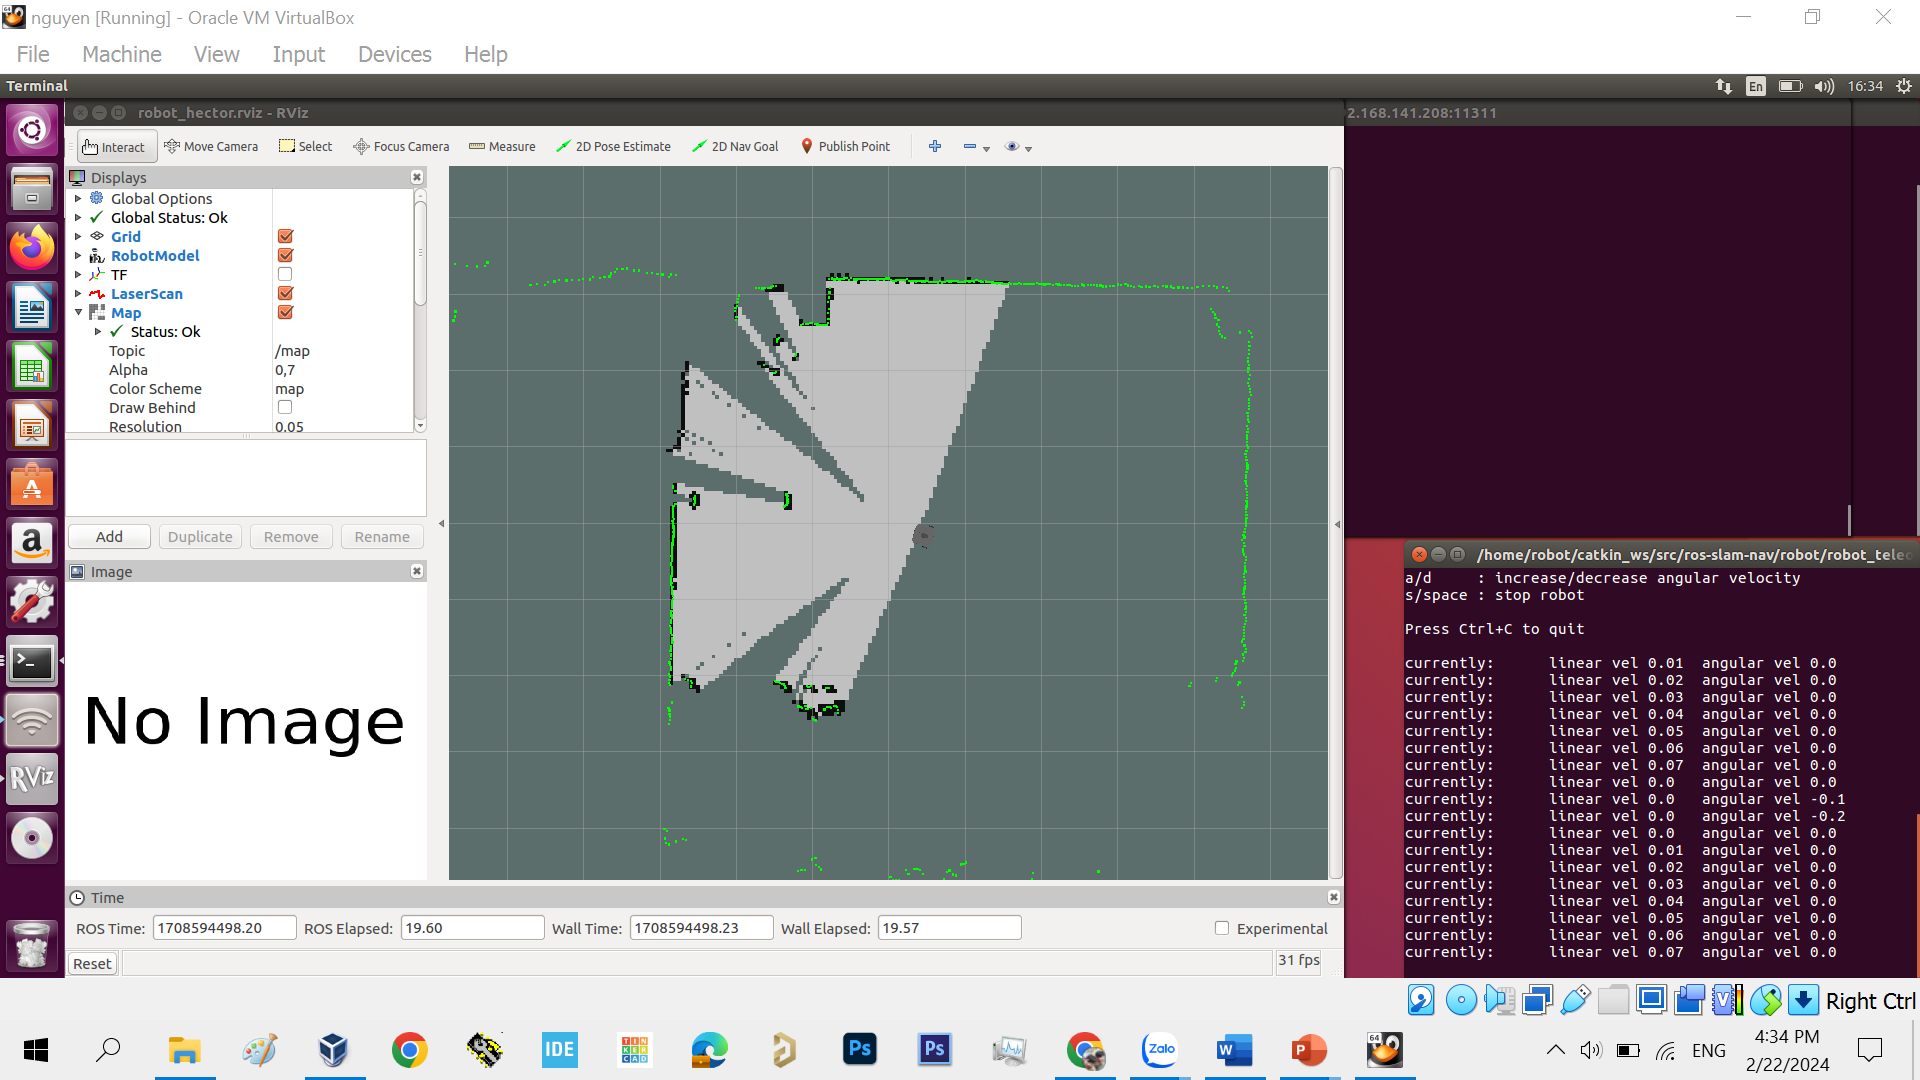 nguyen [Running] - Oracle VM VirtualBox
File Machine View Input Devices Help
Terminal
En
16:34
robot_hector.rviz - RViz
2.168.141.208:11311
Interact Move Camera Select Focus Camera Measure 2D Pose Estimate 2D Nav Goal Publish Point
Displays
Global Options
Global Status: Ok
Grid
RobotModel
TF
LaserScan
Map
Status: Ok
Topic /map
Alpha 0,7
Color Scheme map
Draw Behind
Resolution 0.05
Add Duplicate Remove Rename
Image
No Image
/home/robot/catkin_ws/src/ros-slam-nav/robot/robot_teleo
a/d : increase/decrease angular velocity
s/space : stop robot
Press Ctrl+C to quit
currently: linear vel 0.01 angular vel 0.0
currently: linear vel 0.02 angular vel 0.0
currently: linear vel 0.03 angular vel 0.0
currently: linear vel 0.04 angular vel 0.0
currently: linear vel 0.05 angular vel 0.0
currently: linear vel 0.06 angular vel 0.0
currently: linear vel 0.07 angular vel 0.0
currently: linear vel 0.0 angular vel 0.0
currently: linear vel 0.0 angular vel -0.1
currently: linear vel 0.0 angular vel -0.2
currently: linear vel 0.0 angular vel 0.0
currently: linear vel 0.01 angular vel 0.0
currently: linear vel 0.02 angular vel 0.0
currently: linear vel 0.03 angular vel 0.0
currently: linear vel 0.04 angular vel 0.0
currently: linear vel 0.05 angular vel 0.0
currently: linear vel 0.06 angular vel 0.0
currently: linear vel 0.07 angular vel 0.0
Time
ROS Time: 1708594498.20 ROS Elapsed: 19.60 Wall Time: 1708594498.23 Wall Elapsed: 19.57 Experimental
Reset
31 fps
RViz
Right Ctrl
IDE
TIN
KER
CAD
Ps
Ps
Zalo
W
P
64
ENG
4:34 PM
2/22/2024